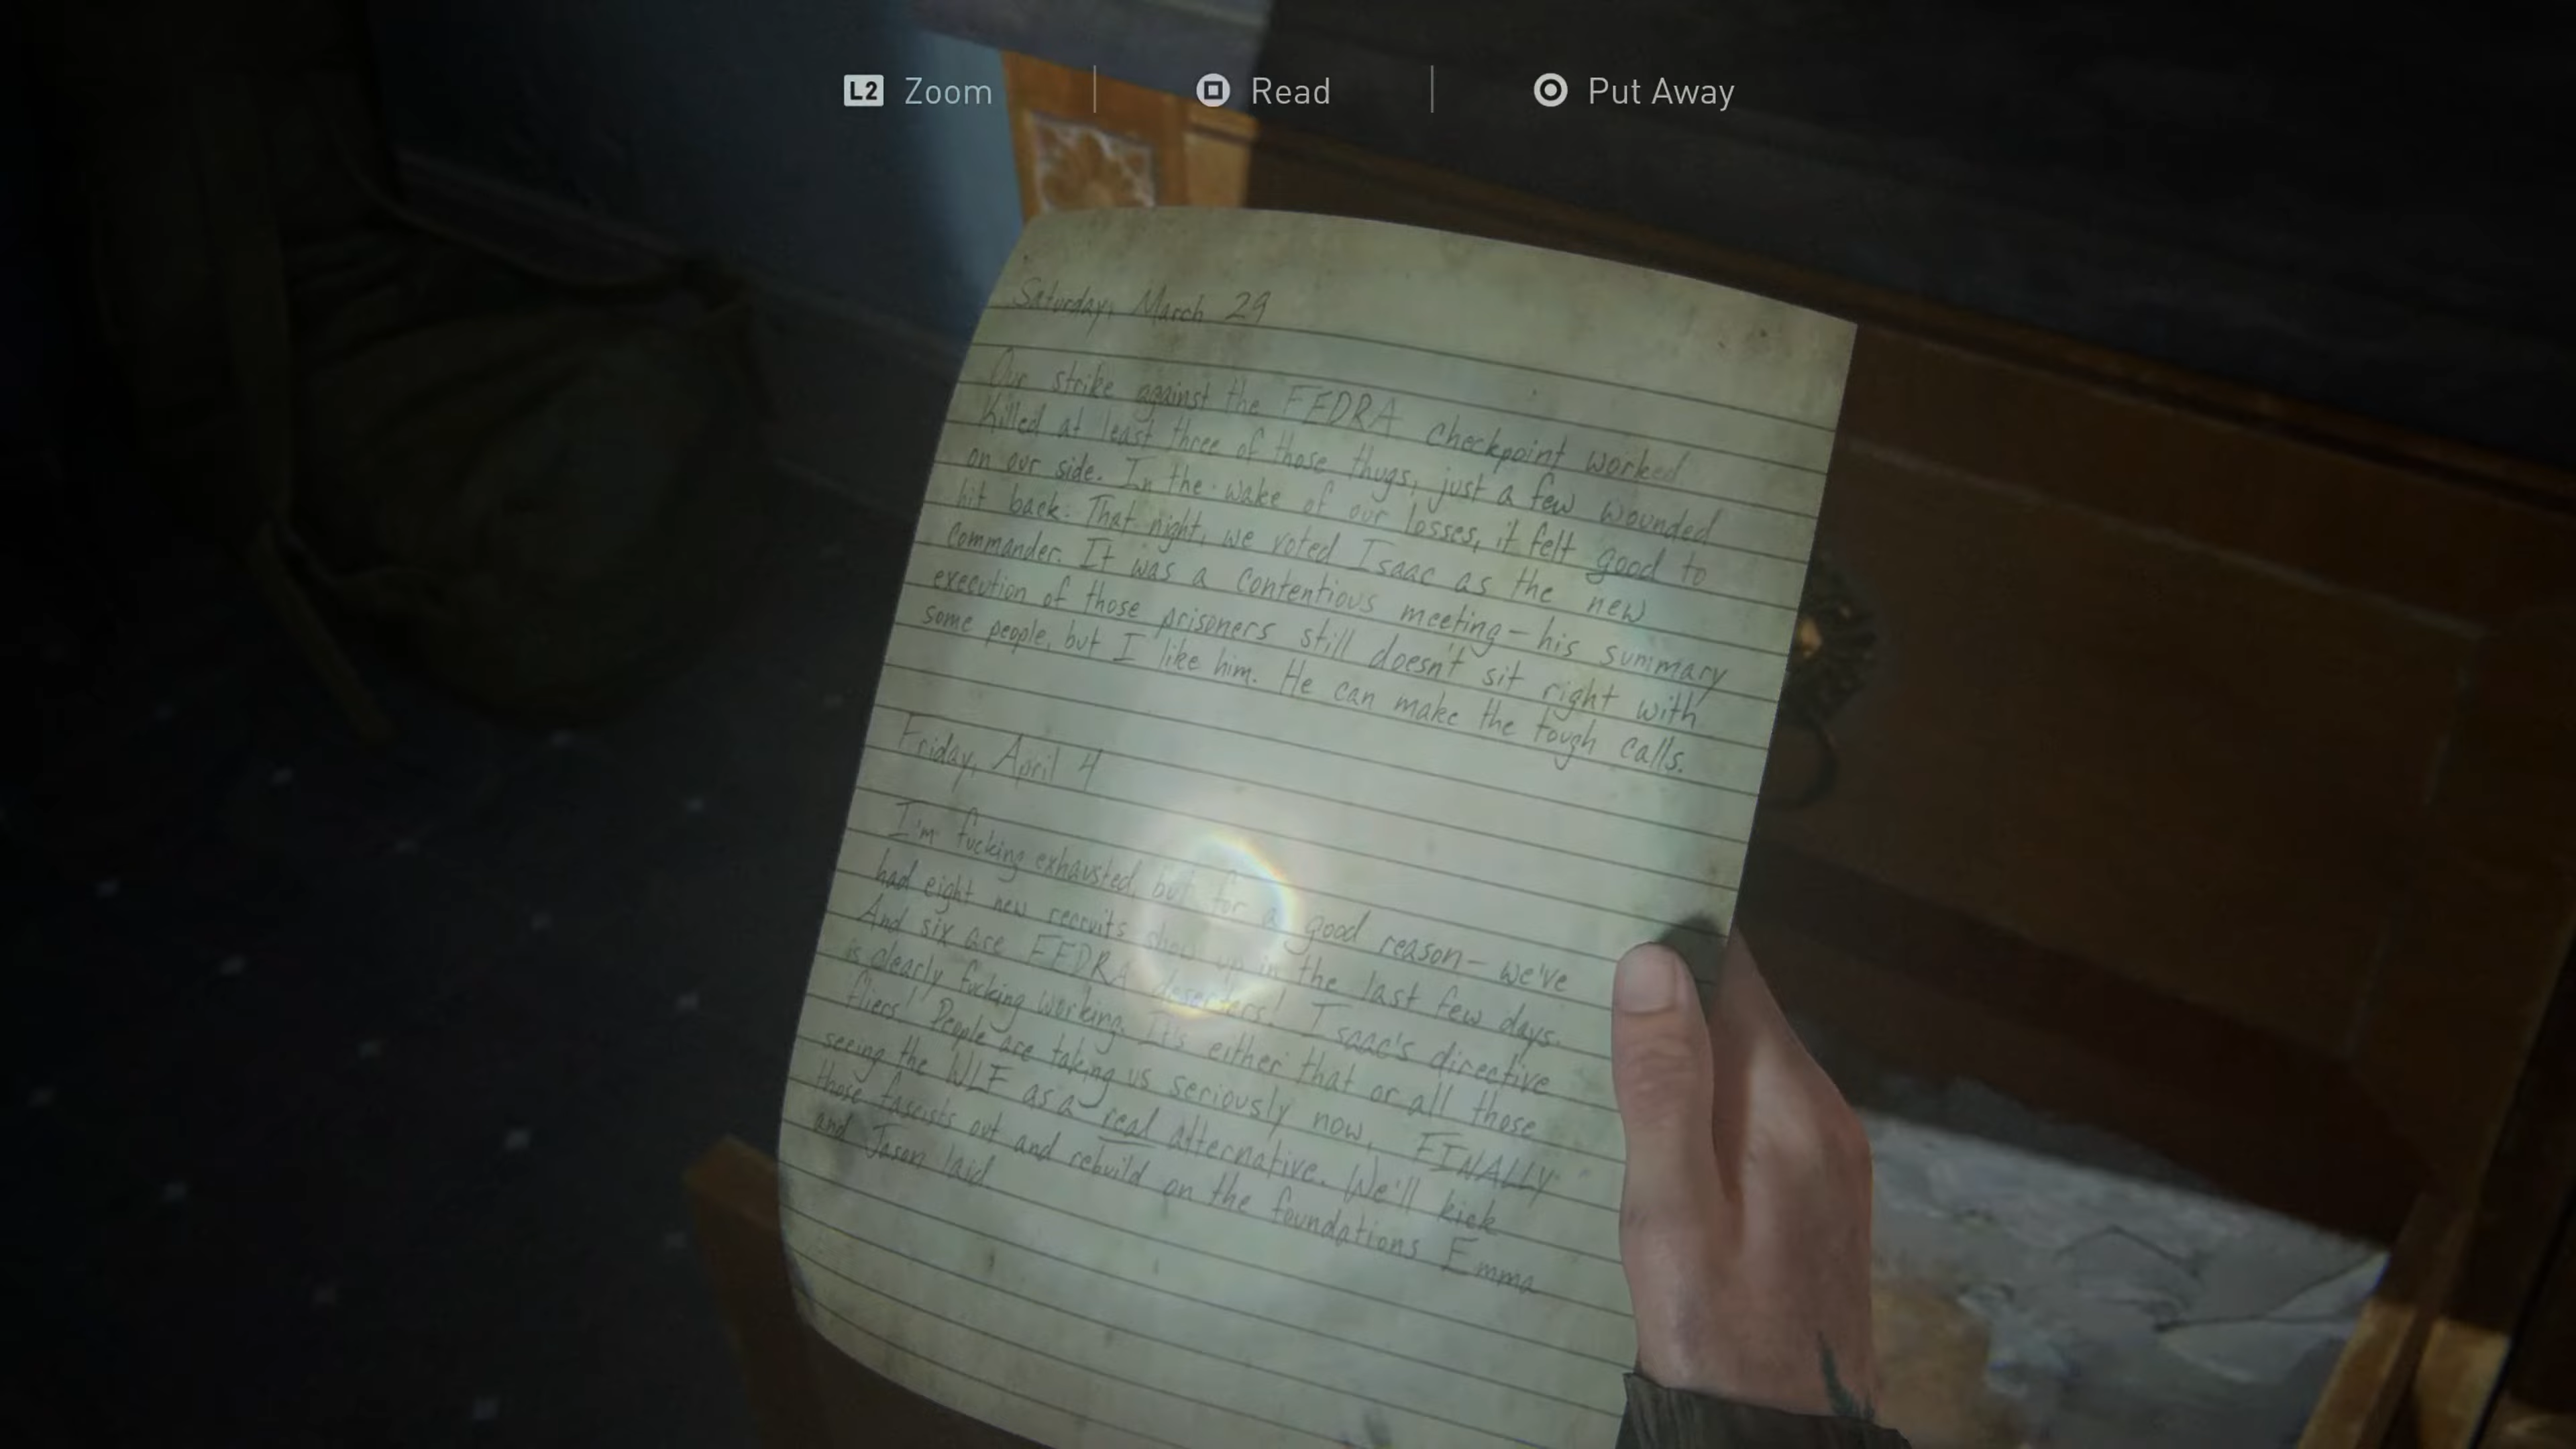 L2 Zoom | Read | Put Away
Saturday, March 29
Our strike against the FEDRA checkpoint worked
Killed at least three of those thugs, just a few wounded
on our side. In the wake of our losses, it felt good to
hit back. That night, we voted Isaac as the new
commander. It was a contentious meeting - his summary
execution of those prisoners still doesn't sit right with
some people, but I like him. He can make the tough calls.
Friday, April 4
I'm fucking exhausted, but for a good reason - we've
had eight new recruits show up in the last few days.
And six are FEDRA deserters! Isaac's directive
is clearly fucking working. It's either that or all those
fliers! People are taking us seriously now, FINALLY
seeing the WLF as a real alternative. We'll kick
those fascists out and rebuild on the foundations Emma
and Jason laid.